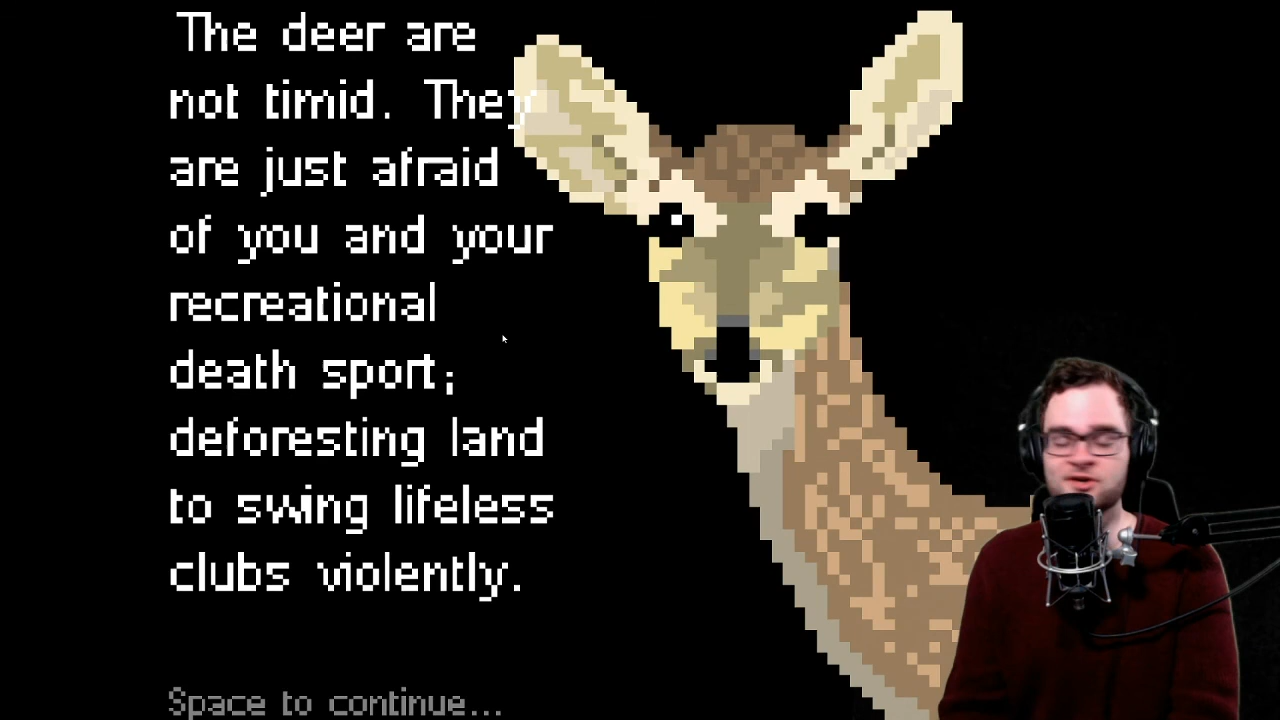 The deer are
not timid. They
are just afraid
of you and your
recreational
death sport;
deforesting land
to swing lifeless
clubs violently.
Space to continue...